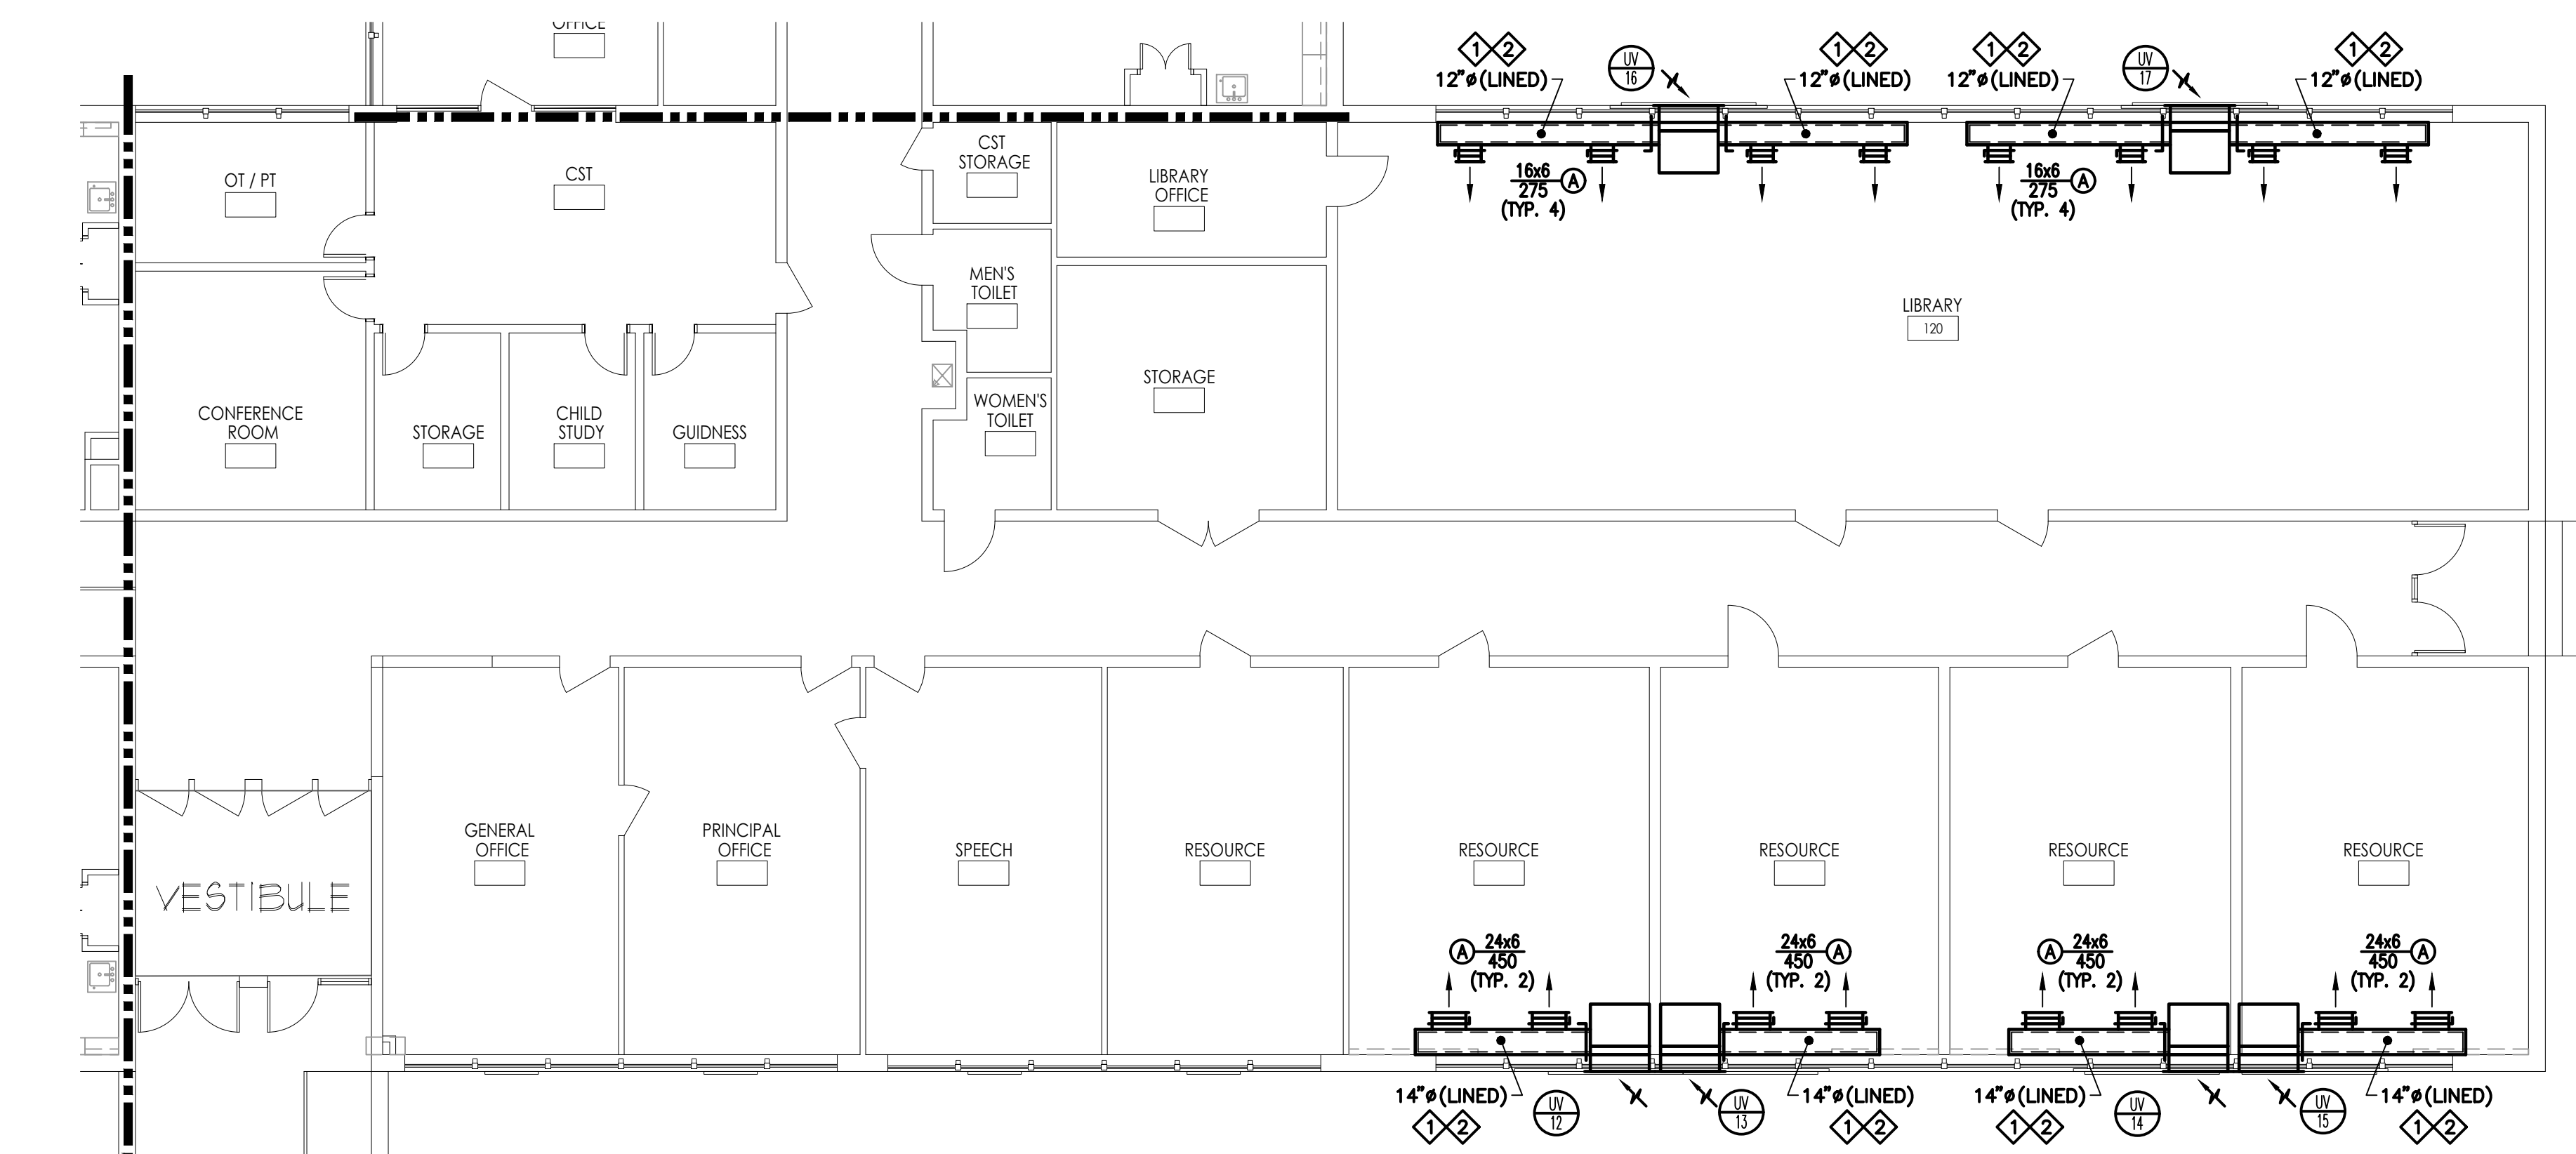 OFFICE
1 2
12"ø(LINED)
UV
16
1 2
12"ø(LINED)
1 2
12"ø(LINED)
UV
17
1 2
12"ø(LINED)
16x6
275
A
(TYP. 4)
16x6
275
A
(TYP. 4)
OT / PT
CST
CST
STORAGE
LIBRARY
OFFICE
MEN'S
TOILET
LIBRARY
120
STORAGE
WOMEN'S
TOILET
CONFERENCE
ROOM
STORAGE
CHILD
STUDY
GUIDNESS
GENERAL
OFFICE
PRINCIPAL
OFFICE
SPEECH
RESOURCE
RESOURCE
RESOURCE
RESOURCE
RESOURCE
VESTIBULE
A
24x6
450
(TYP. 2)
24x6
450
A
(TYP. 2)
A
24x6
450
(TYP. 2)
24x6
450
A
(TYP. 2)
14"ø(LINED)
1 2
UV
12
UV
13
14"ø(LINED)
1 2
14"ø(LINED)
1 2
UV
14
UV
15
14"ø(LINED)
1 2